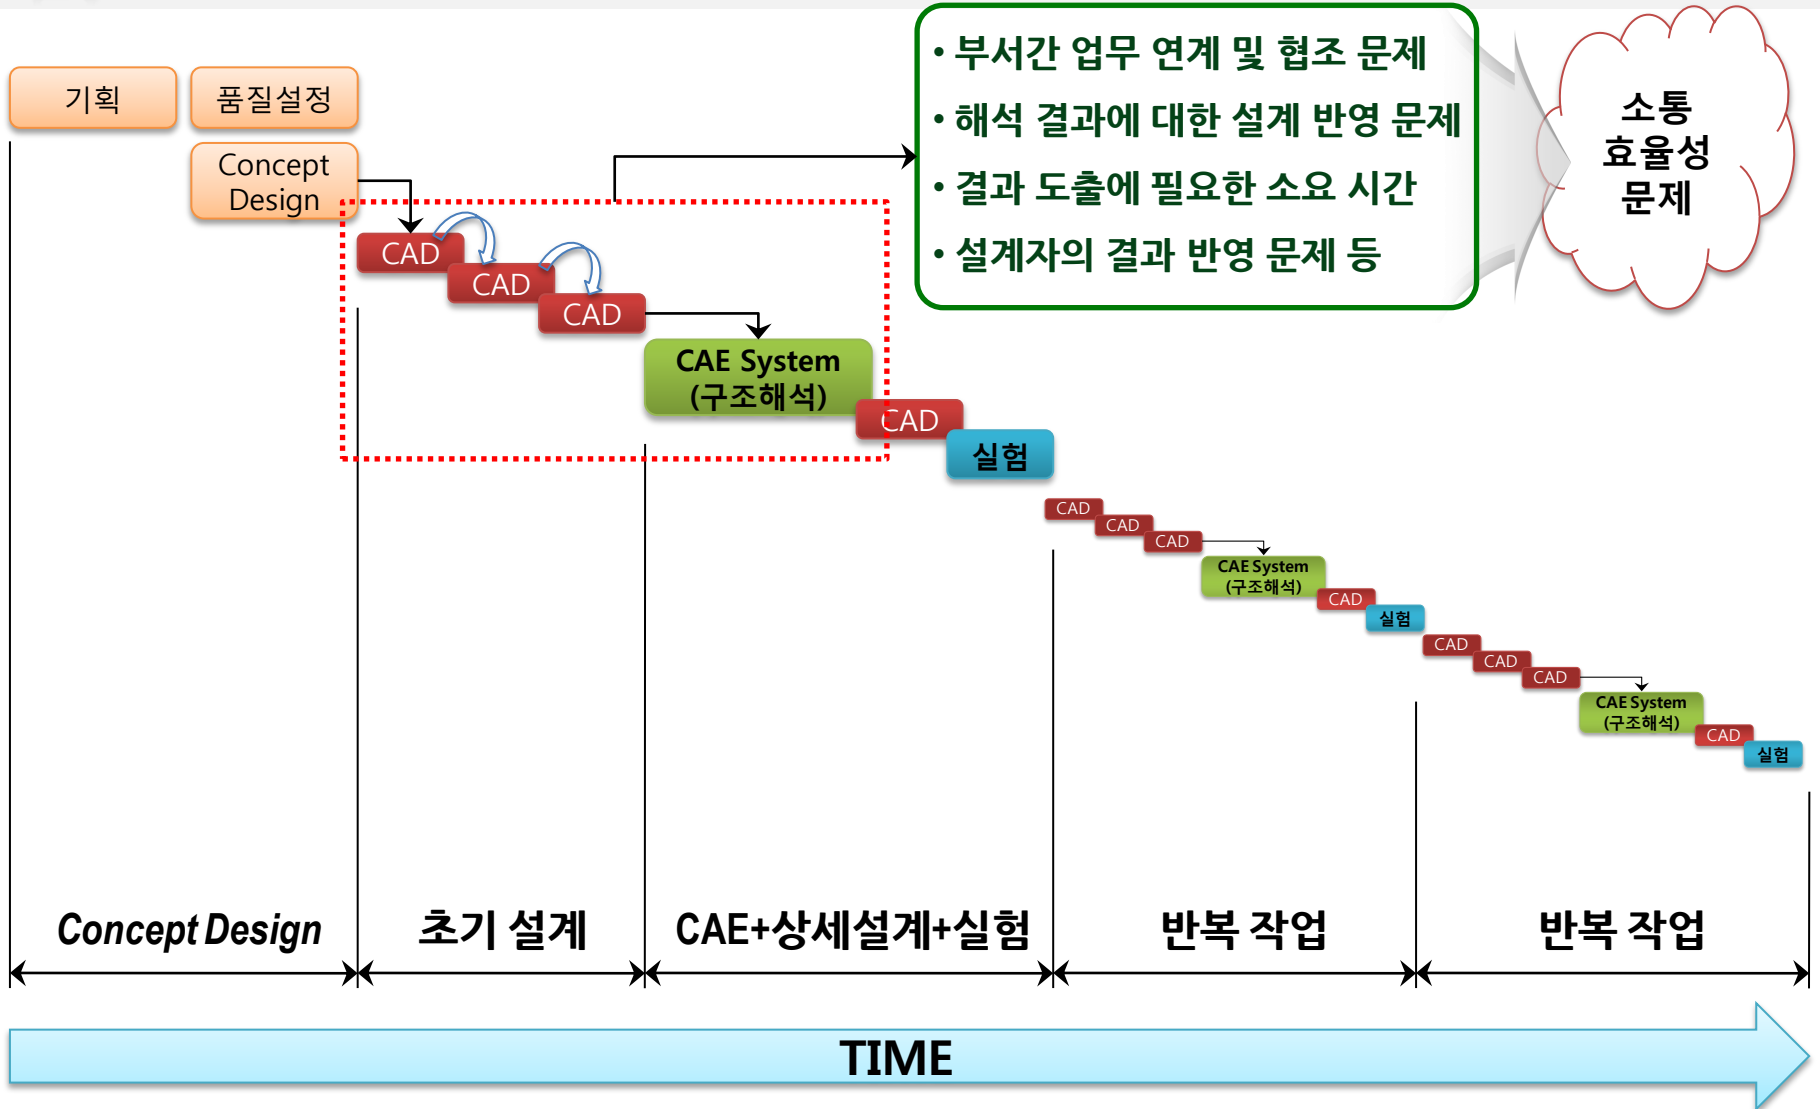 기획
품질설정
Concept
Design
• 부서간 업무 연계 및 협조 문제
• 해석 결과에 대한 설계 반영 문제
• 결과 도출에 필요한 소요 시간
• 설계자의 결과 반영 문제 등
소통
효율성
문제
CAD
CAD
CAD
CAE System
(구조해석)
CAD
실험
CAD
CAD
CAD
CAE System
(구조해석)
CAD
실험
CAD
CAD
CAD
CAE System
(구조해석)
CAD
실험
Concept Design
초기 설계
CAE+상세설계+실험
반복 작업
반복 작업
TIME